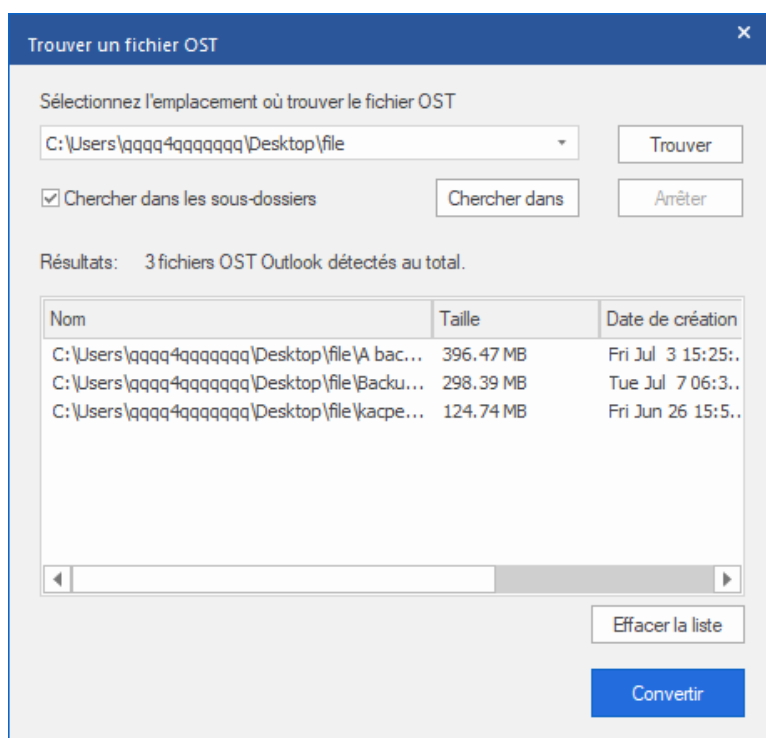 Trouver un fichier OST
Sélectionnez l'emplacement où trouver le fichier OST
C:\Users\qqqq4qqqqqqq\Desktop\file
Trouver
Chercher dans les sous-dossiers
Chercher dans
Arrêter
Résultats: 3 fichiers OST Outlook détectés au total.
Nom Taille Date de création
C:\Users\qqqq4qqqqqqq\Desktop\file\A bac... 396.47 MB Fri Jul 3 15:25:.
C:\Users\qqqq4qqqqqqq\Desktop\file\Backu... 298.39 MB Tue Jul 7 06:3..
C:\Users\qqqq4qqqqqqq\Desktop\file\kacpe... 124.74 MB Fri Jun 26 15:5..
Effacer la liste
Convertir